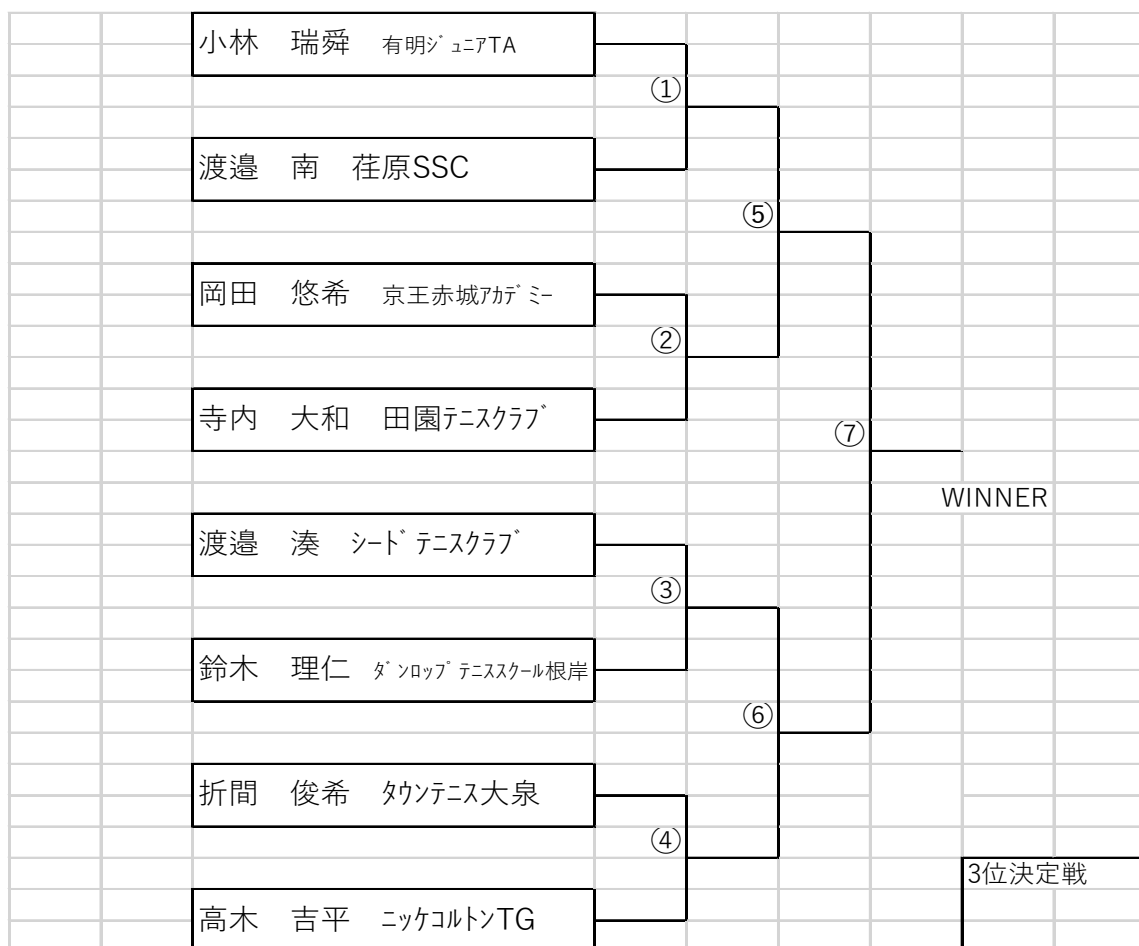 小林　瑞舜　有明ｼﾞｭﾆｱTA
①
渡邉　南　荏原SSC
⑤
岡田　悠希　京王赤城ｱｶﾃﾞﾐｰ
②
寺内　大和　田園ﾃﾆｽｸﾗﾌﾞ
⑦
WINNER
渡邉　湊　ｼｰﾄﾞﾃﾆｽｸﾗﾌﾞ
③
鈴木　理仁　ﾀﾞﾝﾛｯﾌﾟﾃﾆｽｽｸｰﾙ根岸
⑥
折間　俊希　ﾀｳﾝﾃﾆｽ大泉
④
3位決定戦
高木　吉平　ﾆｯｹｺﾙﾄﾝTG